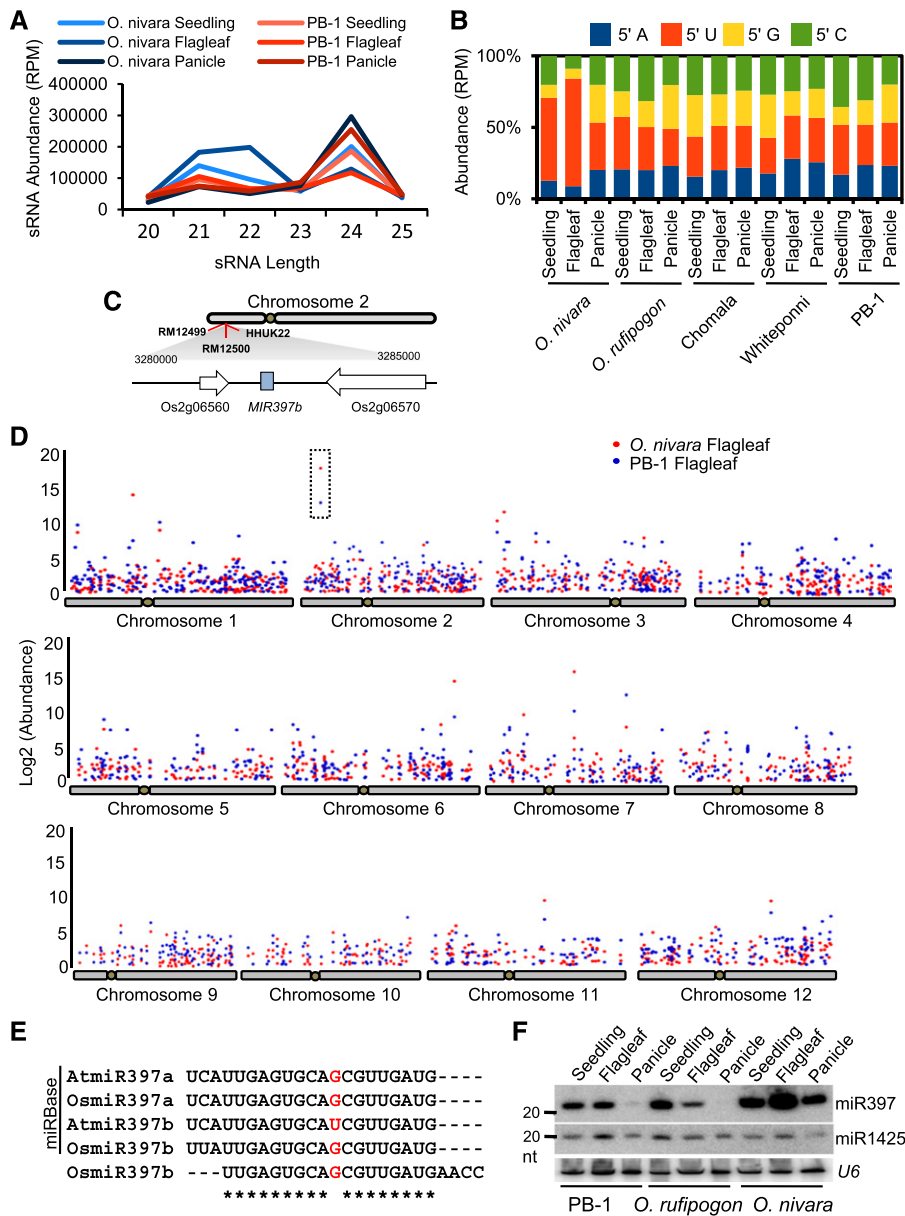 A
O. nivara Seedling
PB-1 Seedling
O. nivara Flagleaf
PB-1 Flagleaf
O. nivara Panicle
PB-1 Panicle
sRNA Abundance (RPM)
400000
300000
200000
100000
0
20 21 22 23 24 25
sRNA Length
B
5' A 5' U 5' G 5' C
Abundance (RPM)
100%
50%
0%
Seedling Flagleaf Panicle Seedling Flagleaf Panicle Seedling Flagleaf Panicle Seedling Flagleaf Panicle Seedling Flagleaf Panicle
O. nivara O. rufipogon Chomala Whiteponni PB-1
C
Chromosome 2
RM12499 HHUK22
RM12500
3280000 3285000
Os2g06560 MIR397b Os2g06570
D
O. nivara Flagleaf
PB-1 Flagleaf
Log2 (Abundance)
20
15
10
5
0
Chromosome 1 Chromosome 2 Chromosome 3 Chromosome 4
20
15
10
5
0
Chromosome 5 Chromosome 6 Chromosome 7 Chromosome 8
20
15
10
5
0
Chromosome 9 Chromosome 10 Chromosome 11 Chromosome 12
E
miRBase
AtmiR397a UCAUUGAGUGCAGCGUUGAUG----
OsmiR397a UCAUUGAGUGCAGCGUUGAUG----
AtmiR397b UCAUUGAGUGCAUCGUUGAUG----
OsmiR397b UUAUUGAGUGCAGCGUUGAUG----
OsmiR397b ---UUGAGUGCAGCGUUGAUGAACC
********* ********
F
Seedling Flagleaf Panicle Seedling Flagleaf Panicle Seedling Flagleaf Panicle
20 miR397
20 miR1425
nt
U6
PB-1 O. rufipogon O. nivara